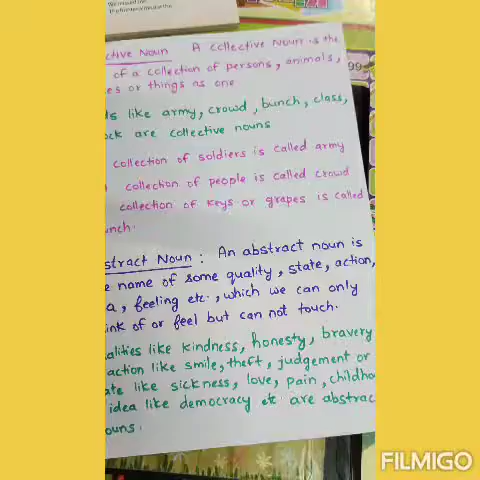 ctive Noun A collective noun is the
of a collection of persons, animals,
es or things as one
ds like army, crowd, bunch, class,
ock are collective nouns
collection of soldiers is called army
collection of people is called crowd
collection of keys or grapes is called
unch.
stract Noun : An abstract noun is
e name of some quality, state, action,
a, feeling etc., which we can only
ink of or feel but can not touch.
alities like kindness, honesty, bravery
action like smile, theft, judgement or
ate like sickness, love, pain, childho
idea like democracy etc are abstrac
ouns.
99
FILMIGO